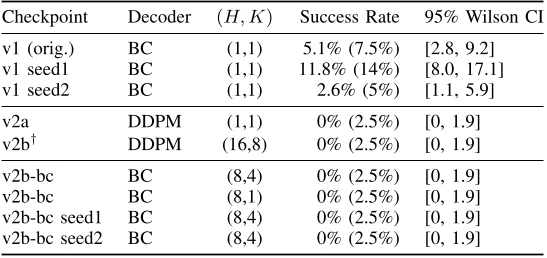 Checkpoint Decoder (H, K) Success Rate 95% Wilson CI
v1 (orig.) BC (1,1) 5.1% (7.5%) [2.8, 9.2]
v1 seed1 BC (1,1) 11.8% (14%) [8.0, 17.1]
v1 seed2 BC (1,1) 2.6% (5%) [1.1, 5.9]
v2a DDPM (1,1) 0% (2.5%) [0, 1.9]
v2b† DDPM (16,8) 0% (2.5%) [0, 1.9]
v2b-bc BC (8,4) 0% (2.5%) [0, 1.9]
v2b-bc BC (8,1) 0% (2.5%) [0, 1.9]
v2b-bc seed1 BC (8,4) 0% (2.5%) [0, 1.9]
v2b-bc seed2 BC (8,4) 0% (2.5%) [0, 1.9]